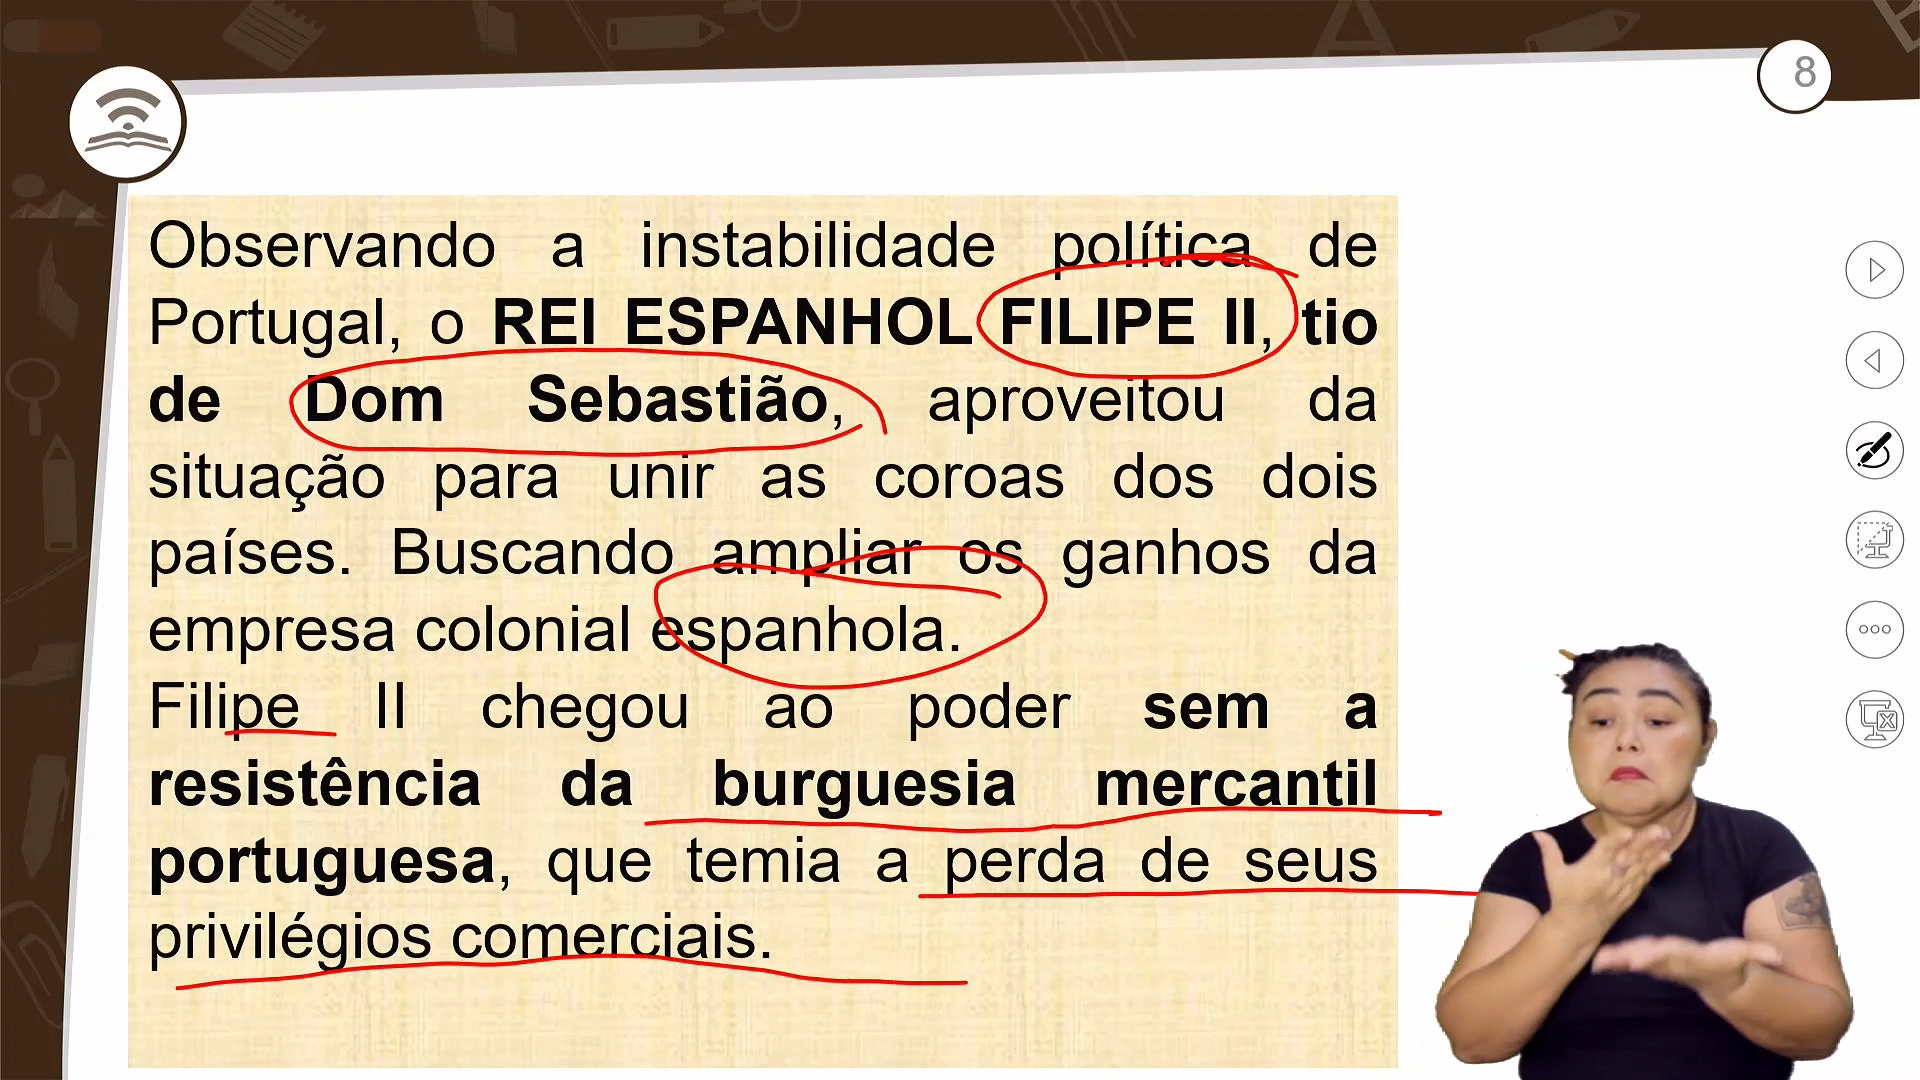 8
Observando a instabilidade política de
Portugal, o REI ESPANHOL FILIPE II, tio
de Dom Sebastião, aproveitou da
situação para unir as coroas dos dois
países. Buscando ampliar os ganhos da
empresa colonial espanhola.
Filipe II chegou ao poder sem a
resistência da burguesia mercantil
portuguesa, que temia a perda de seus
privilégios comerciais.